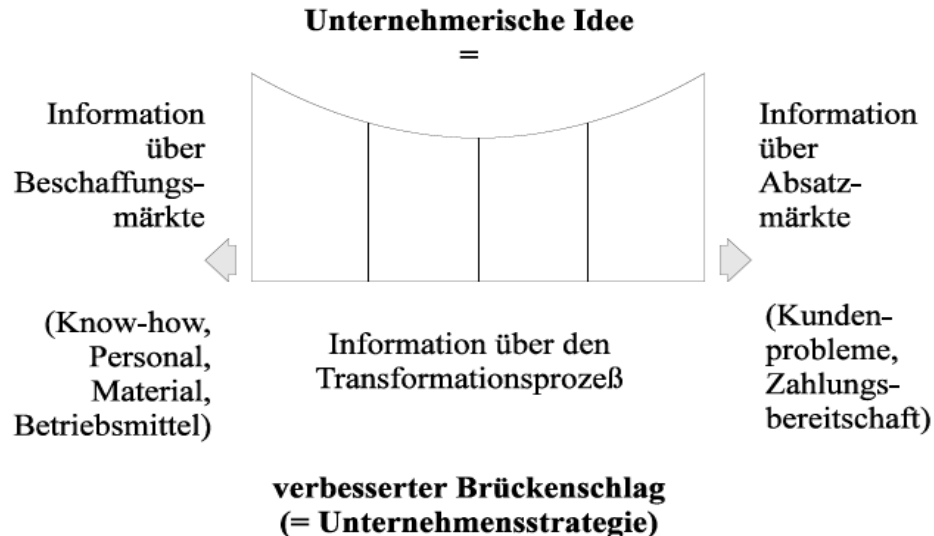 Unternehmerische Idee
=
Information
über
Beschaffungs-
märkte
Information
über
Absatz-
märkte
(Know-how,
Personal,
Material,
Betriebsmittel)
Information über den
Transformationsprozeß
(Kunden-
probleme,
Zahlungs-
bereitschaft)
verbesserter Brückenschlag
(= Unternehmensstrategie)